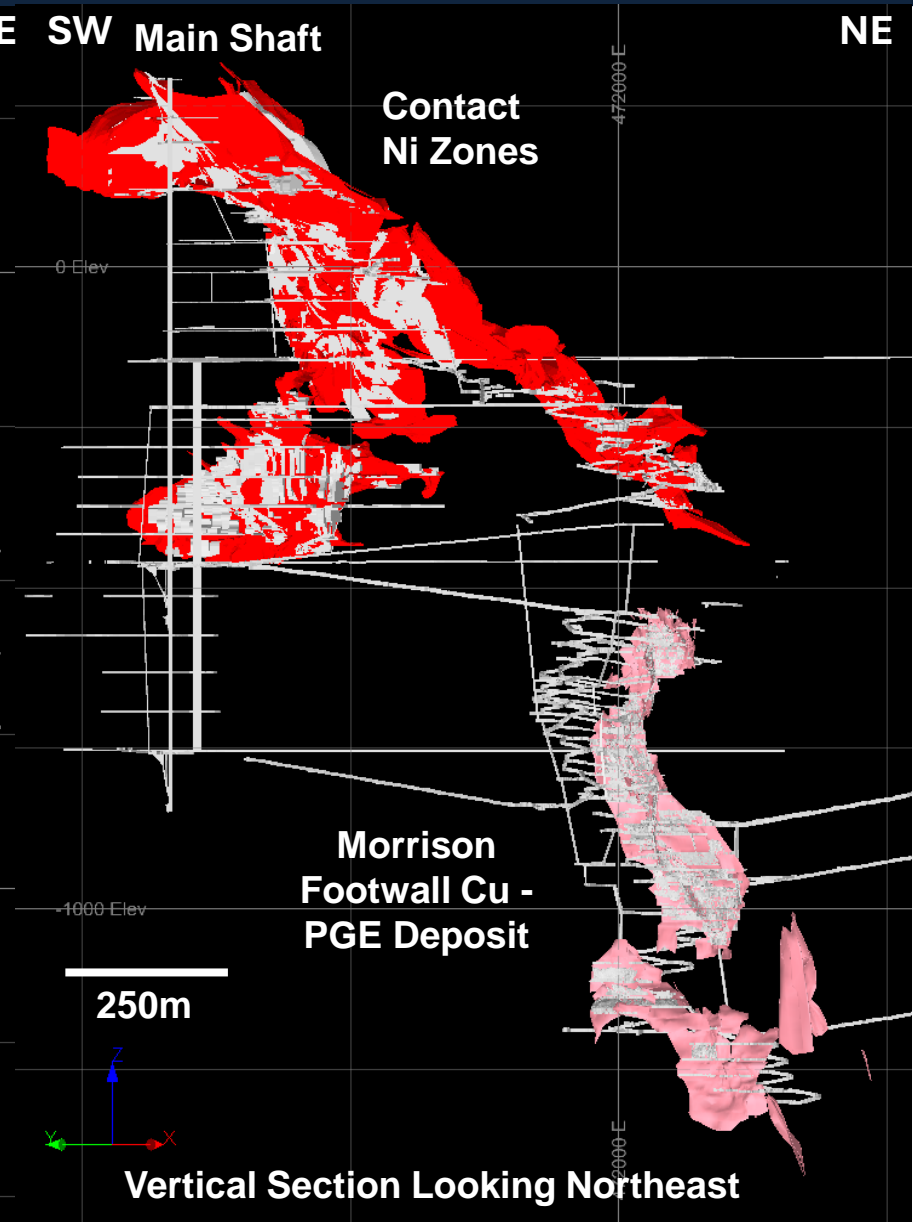 E SW Main Shaft NE
472000 E
Contact
Ni Zones
0 Elev
Morrison
Footwall Cu -
PGE Deposit
-1000 Elev
250m
Z
Y X
Vertical Section Looking Northeast